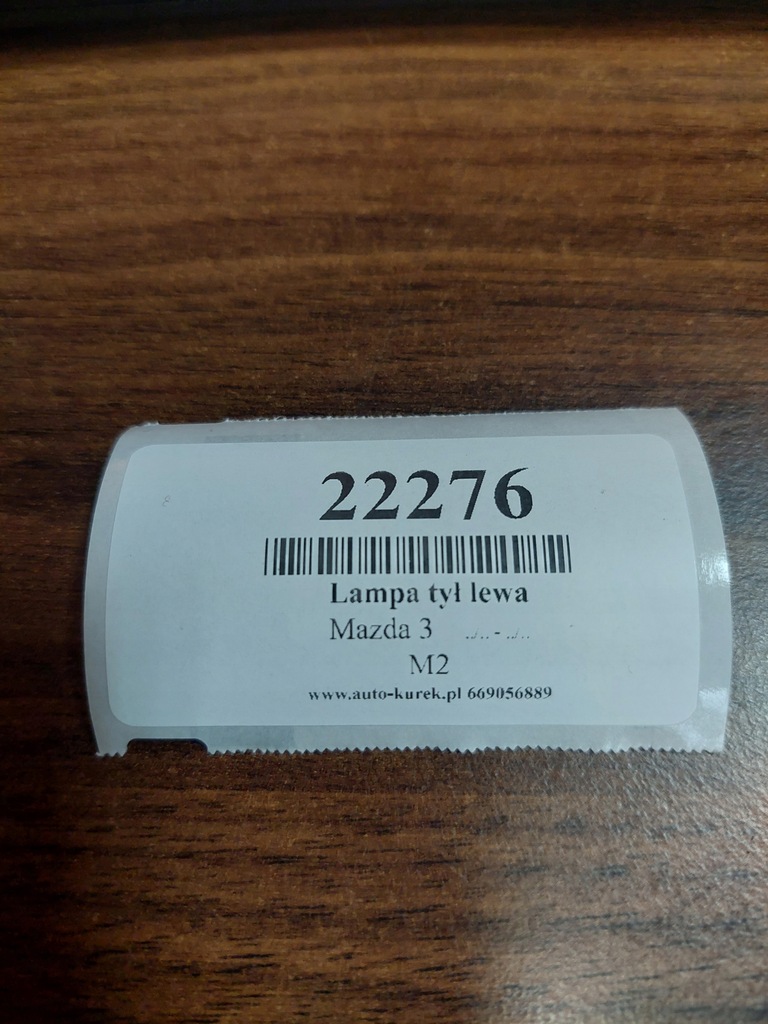 22276
Lampa tył lewa
Mazda 3 ../.. - ../..
M2
www.auto-kurek.pl 669056889